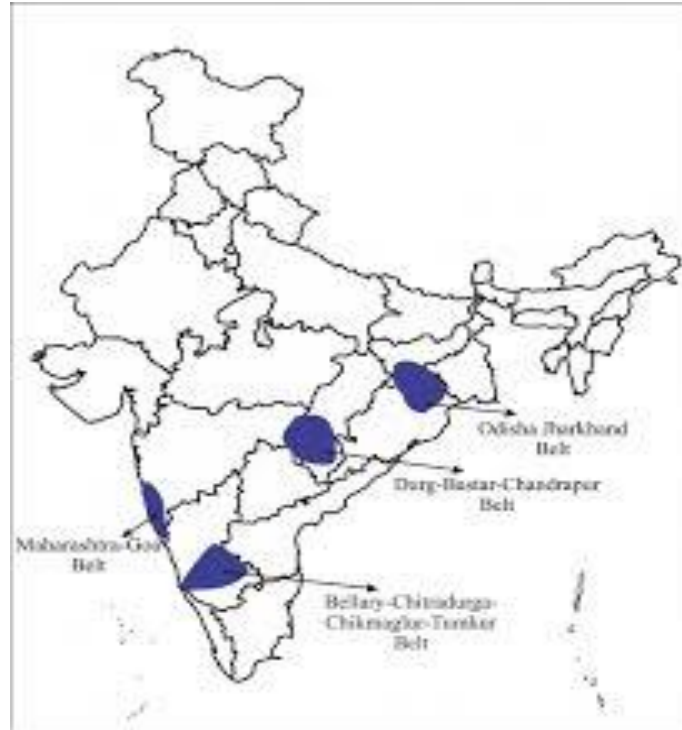 Odisha Jharkhand
Belt
Durg-Bastar-Chandrapur
Belt
Maharashtra-Goa
Belt
Bellary-Chitradurga-
-Chikmaglur-Tumkur
Belt